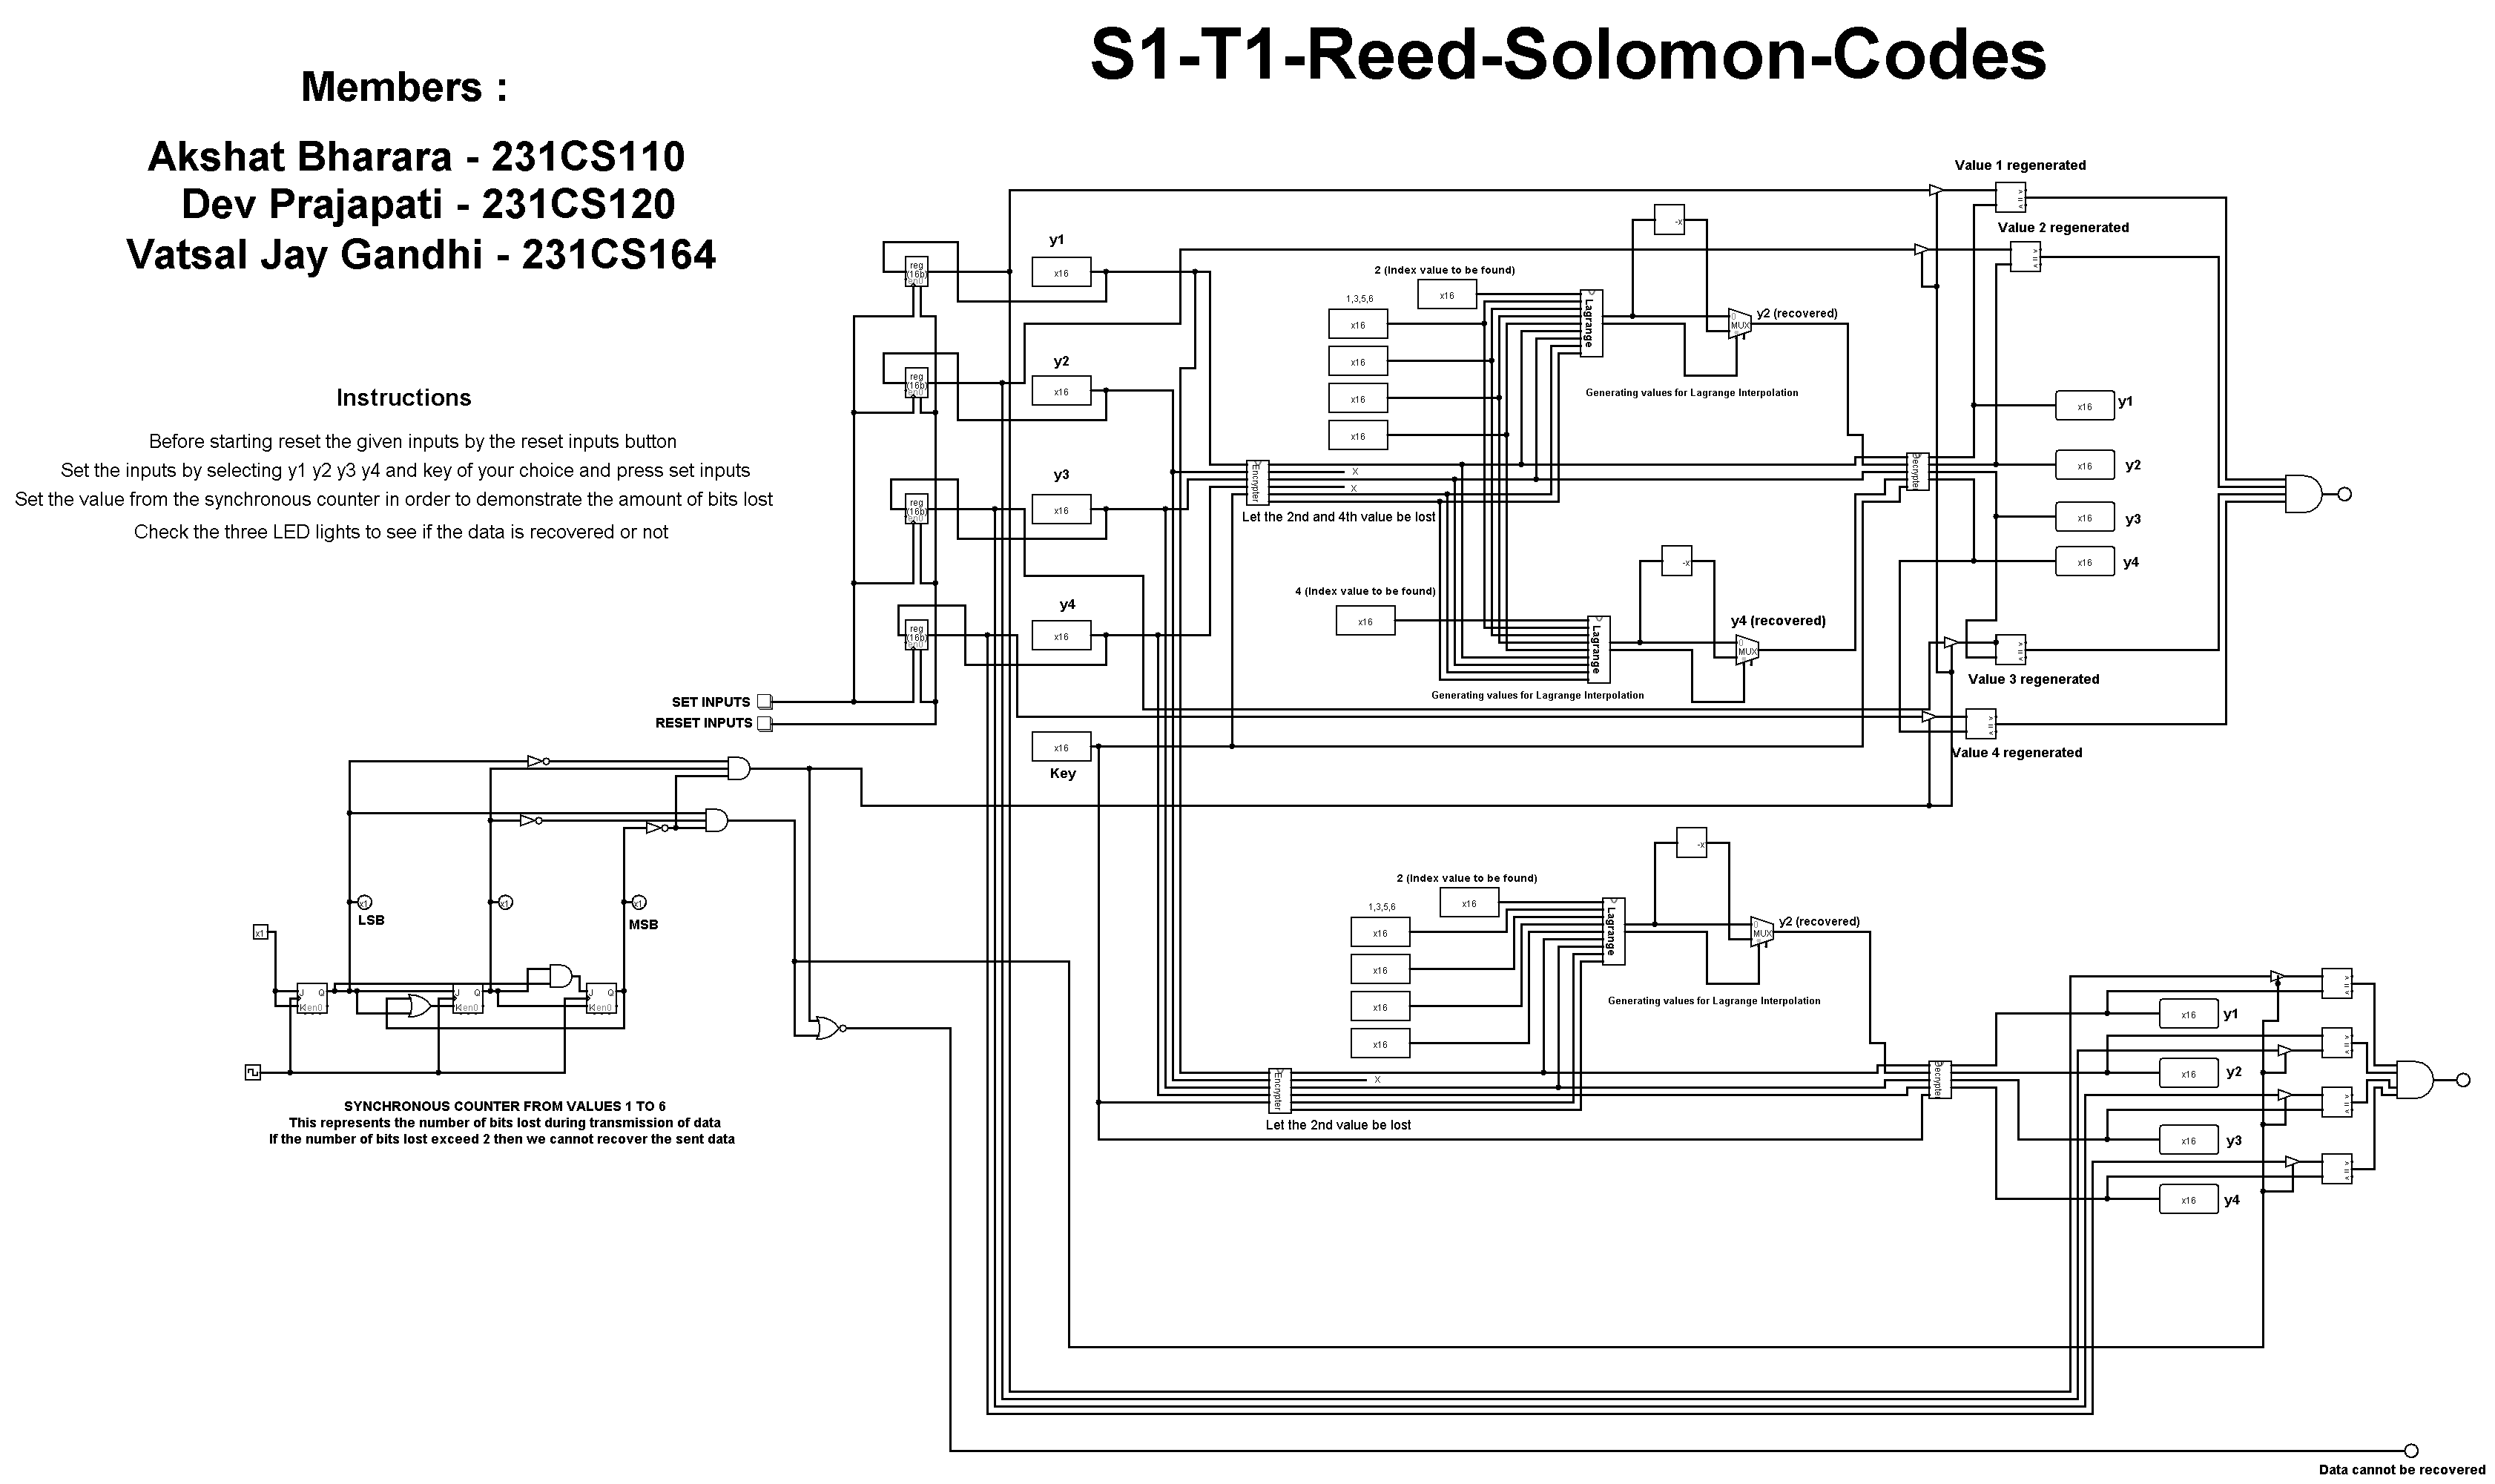 S1-T1-Reed-Solomon-Codes
Members :
Akshat Bharara - 231CS110
Dev Prajapati - 231CS120
Vatsal Jay Gandhi - 231CS164
Instructions
Before starting reset the given inputs by the reset inputs button
Set the inputs by selecting y1 y2 y3 y4 and key of your choice and press set inputs
Set the value from the synchronous counter in order to demonstrate the amount of bits lost
Check the three LED lights to see if the data is recovered or not
reg
(16b)
en0
reg
(16b)
en0
reg
(16b)
en0
reg
(16b)
en0
SET INPUTS
RESET INPUTS
y1
x16
y2
x16
y3
x16
y4
x16
x16
Key
2 (Index value to be found)
x16
1,3,5,6
x16
x16
x16
x16
Lagrange
-x
0
MUX
y2 (recovered)
Generating values for Lagrange Interpolation
Encrypter
X
X
Let the 2nd and 4th value be lost
4 (Index value to be found)
x16
Lagrange
-x
0
MUX
y4 (recovered)
Generating values for Lagrange Interpolation
Decrypter
Value 1 regenerated
> = <
Value 2 regenerated
> = <
x16
y1
x16
y2
x16
y3
x16
y4
> = <
Value 3 regenerated
> = <
Value 4 regenerated
x1
LSB
x1
x1
MSB
x1
J Q
K en0
J Q
K en0
J Q
K en0
SYNCHRONOUS COUNTER FROM VALUES 1 TO 6
This represents the number of bits lost during transmission of data
If the number of bits lost exceed 2 then we cannot recover the sent data
2 (Index value to be found)
x16
1,3,5,6
x16
x16
x16
x16
Lagrange
-x
0
MUX
y2 (recovered)
Generating values for Lagrange Interpolation
Encrypter
X
Let the 2nd value be lost
Decrypter
x16
y1
x16
y2
x16
y3
x16
y4
> = <
> = <
> = <
> = <
Data cannot be recovered